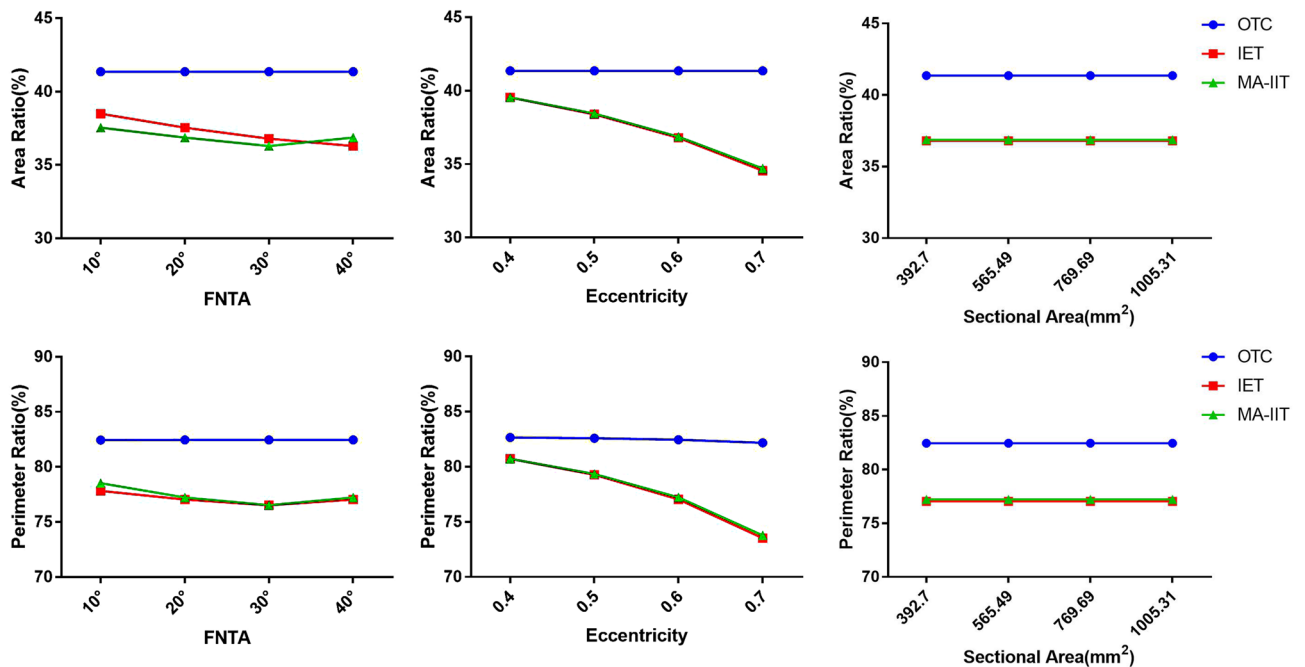 45
40
35
30
Area Ratio(%)
10°
20°
30°
40°
FNTA
45
40
35
30
Area Ratio(%)
0.4
0.5
0.6
0.7
Eccentricity
45
40
35
30
Area Ratio(%)
392.7
565.49
769.69
1005.31
Sectional Area(mm²)
OTC
IET
MA-IIT
90
85
80
75
70
Perimeter Ratio(%)
10°
20°
30°
40°
FNTA
90
85
80
75
70
Perimeter Ratio(%)
0.4
0.5
0.6
0.7
Eccentricity
90
85
80
75
70
Perimeter Ratio(%)
392.7
565.49
769.69
1005.31
Sectional Area(mm²)
OTC
IET
MA-IIT